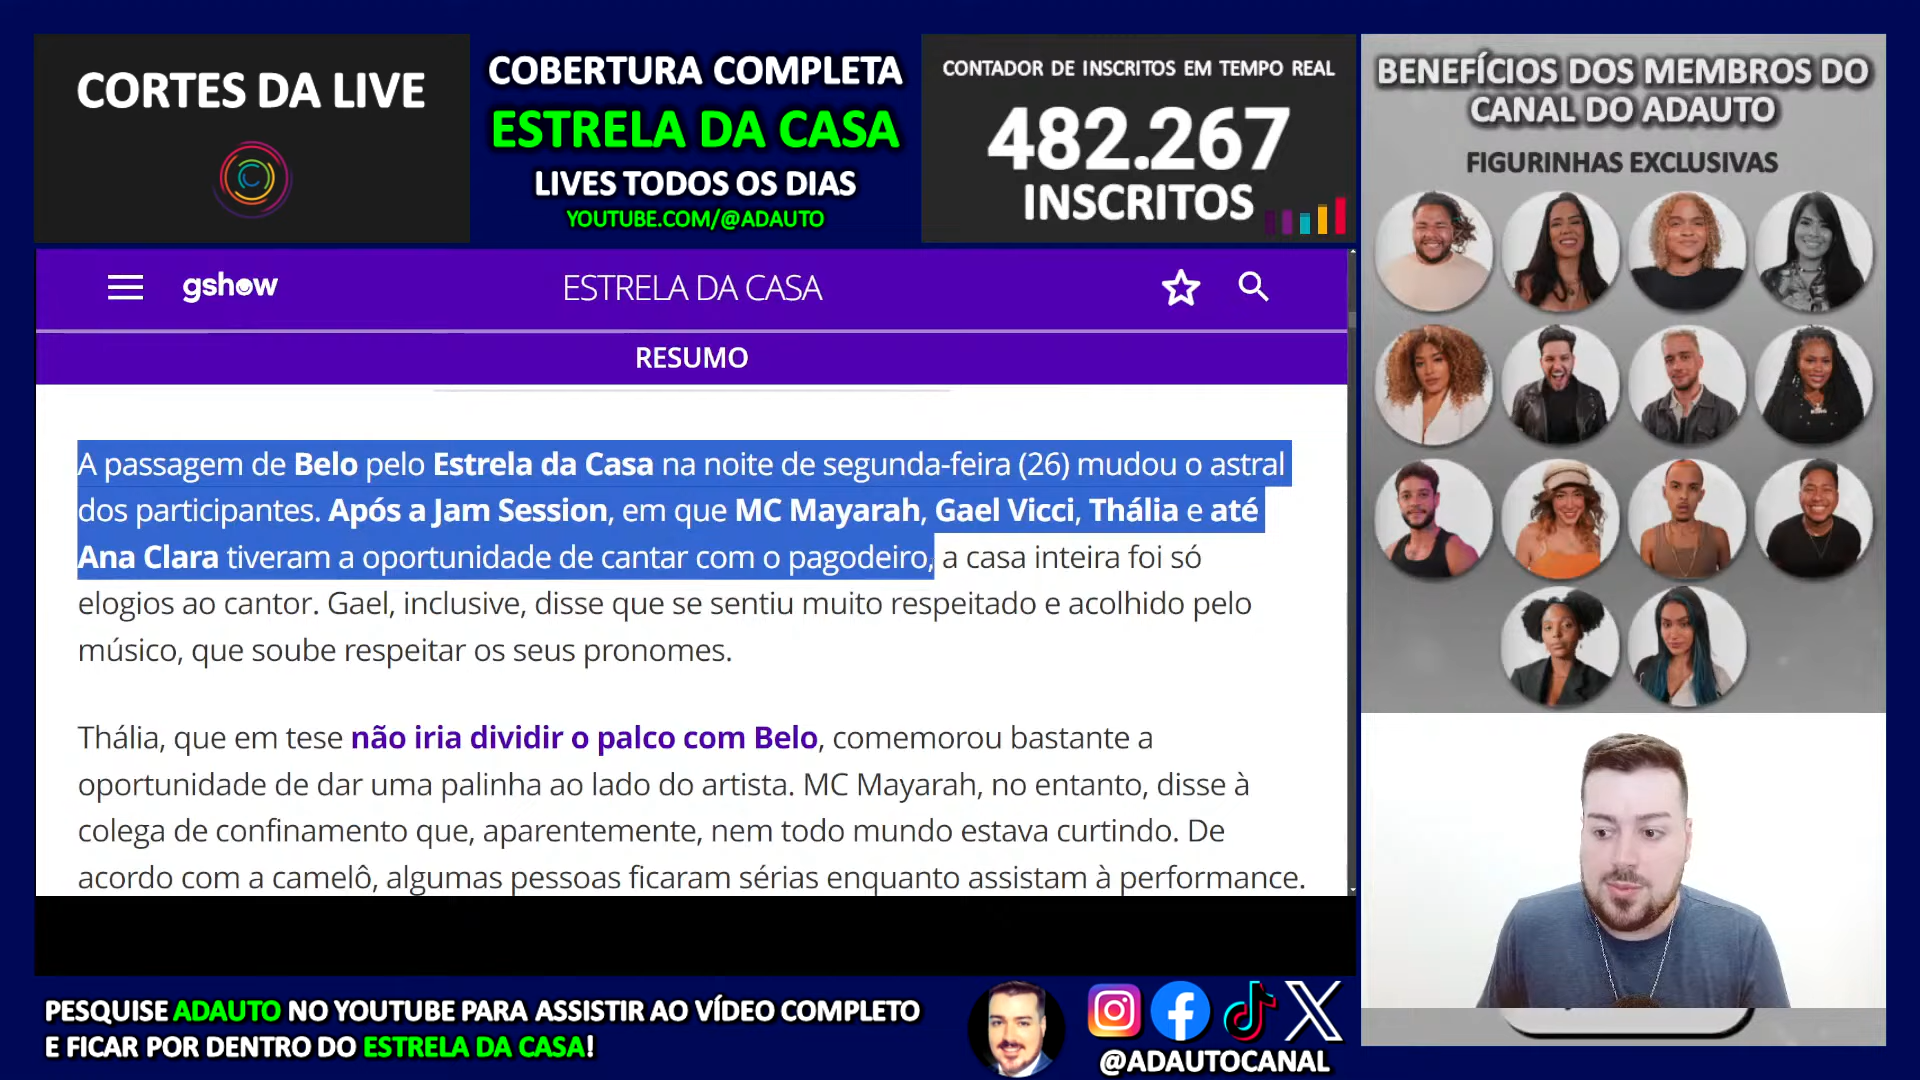 CORTES DA LIVE
COBERTURA COMPLETA
ESTRELA DA CASA
LIVES TODOS OS DIAS
YOUTUBE.COM/@ADAUTO
CONTADOR DE INSCRITOS EM TEMPO REAL
482.267
INSCRITOS
BENEFÍCIOS DOS MEMBROS DO
CANAL DO ADAUTO
FIGURINHAS EXCLUSIVAS
gshow
ESTRELA DA CASA
RESUMO
A passagem de Belo pelo Estrela da Casa na noite de segunda-feira (26) mudou o astral
dos participantes. Após a Jam Session, em que MC Mayarah, Gael Vicci, Thália e até
Ana Clara tiveram a oportunidade de cantar com o pagodeiro, a casa inteira foi só
elogios ao cantor. Gael, inclusive, disse que se sentiu muito respeitado e acolhido pelo
músico, que soube respeitar os seus pronomes.
Thália, que em tese não iria dividir o palco com Belo, comemorou bastante a
oportunidade de dar uma palinha ao lado do artista. MC Mayarah, no entanto, disse à
colega de confinamento que, aparentemente, nem todo mundo estava curtindo. De
acordo com a camelô, algumas pessoas ficaram sérias enquanto assistam à performance.
PESQUISE ADAUTO NO YOUTUBE PARA ASSISTIR AO VÍDEO COMPLETO
E FICAR POR DENTRO DO ESTRELA DA CASA!
@ADAUTOCANAL